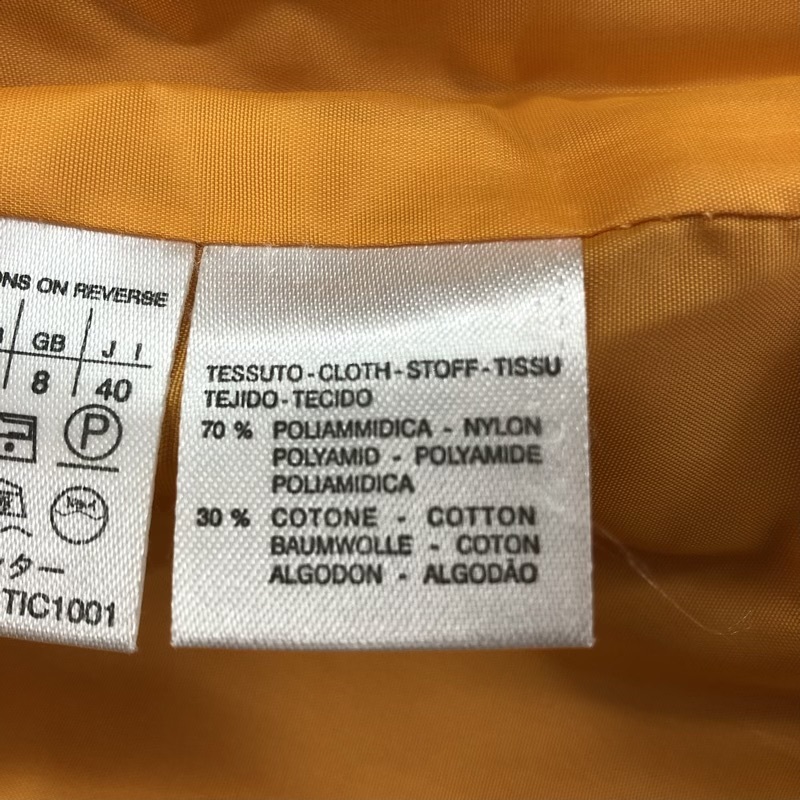 ONS ON REVERSE
GB J I
8 40
P
ター
TIC1001
TESSUTO-CLOTH-STOFF-TISSU
TEJIDO-TECIDO
70 % POLIAMMIDICA - NYLON
POLYAMID - POLYAMIDE
POLIAMIDICA
30 % COTONE - COTTON
BAUMWOLLE - COTON
ALGODON - ALGODÃO